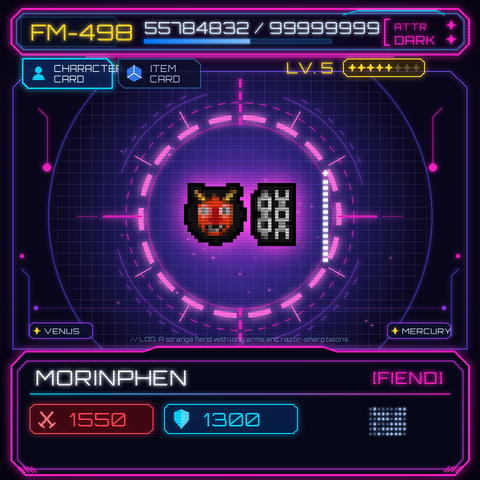 FM-498
55784832 / 99999999
ATTR
DARK
CHARACTER
CARD
ITEM
CARD
LV. 5
VENUS
MERCURY
// LOG: A strange fiend with long arms and razor-sharp talons.
MORINPHEN
[FIEND]
1550
1300